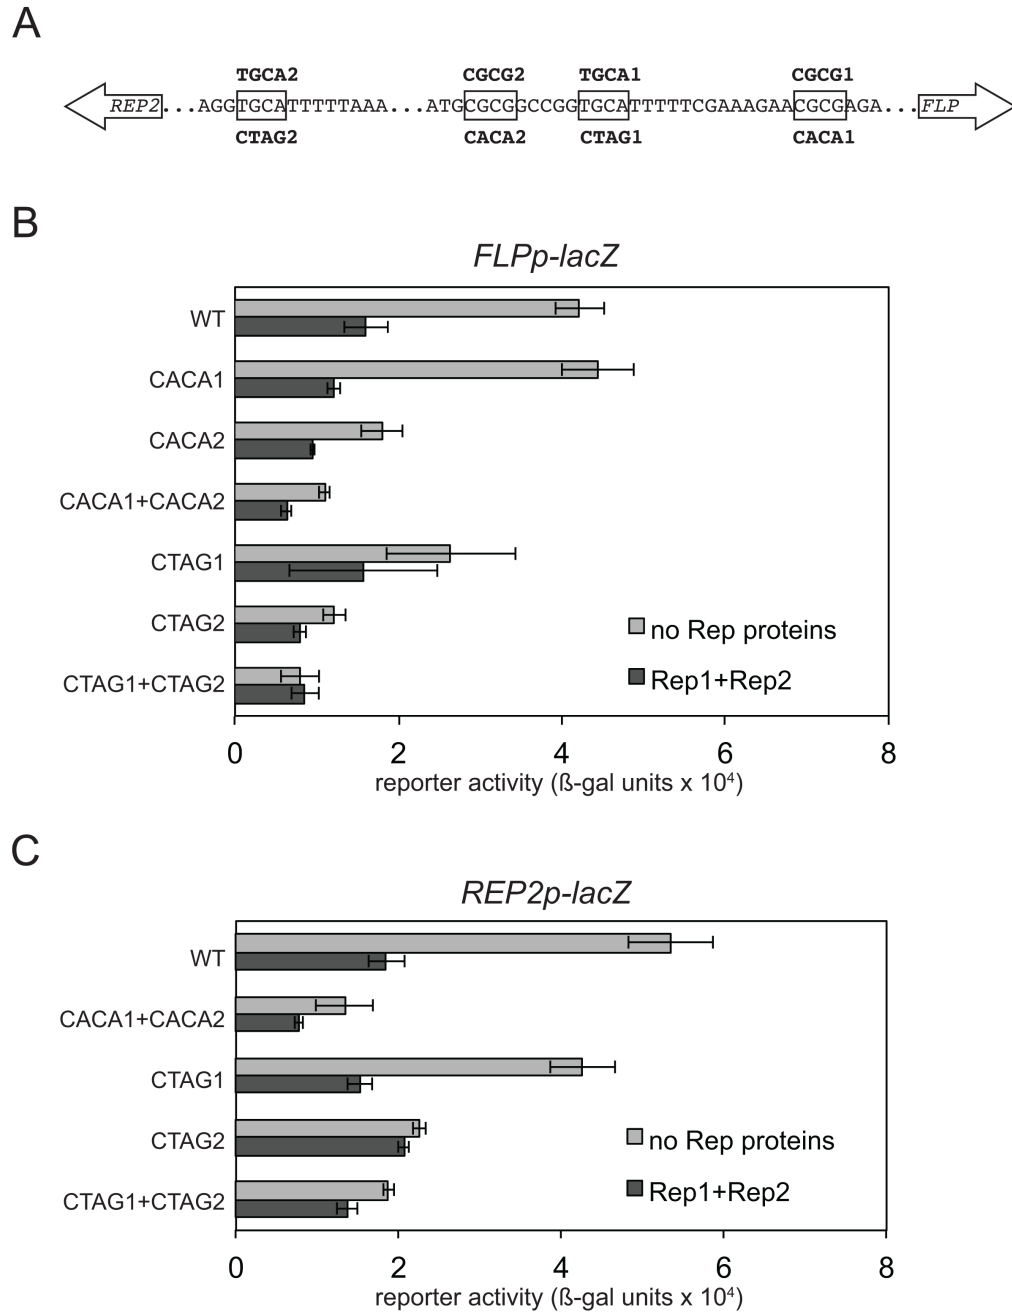 A
TGCA2 CGCG2 TGCA1 CGCG1
REP2 ...AGGTGCATTTTTAAA...ATGCGCGGCCGGTGCATTTTTCGAAAGAACGCGAGA... FLP
CTAG2 CACA2 CTAG1 CACA1
B
FLPp-lacZ
WT
CACA1
CACA2
CACA1+CACA2
CTAG1
CTAG2
CTAG1+CTAG2
no Rep proteins
Rep1+Rep2
0 2 4 6 8
reporter activity (ß-gal units x 10⁴)
C
REP2p-lacZ
WT
CACA1+CACA2
CTAG1
CTAG2
CTAG1+CTAG2
no Rep proteins
Rep1+Rep2
0 2 4 6 8
reporter activity (ß-gal units x 10⁴)